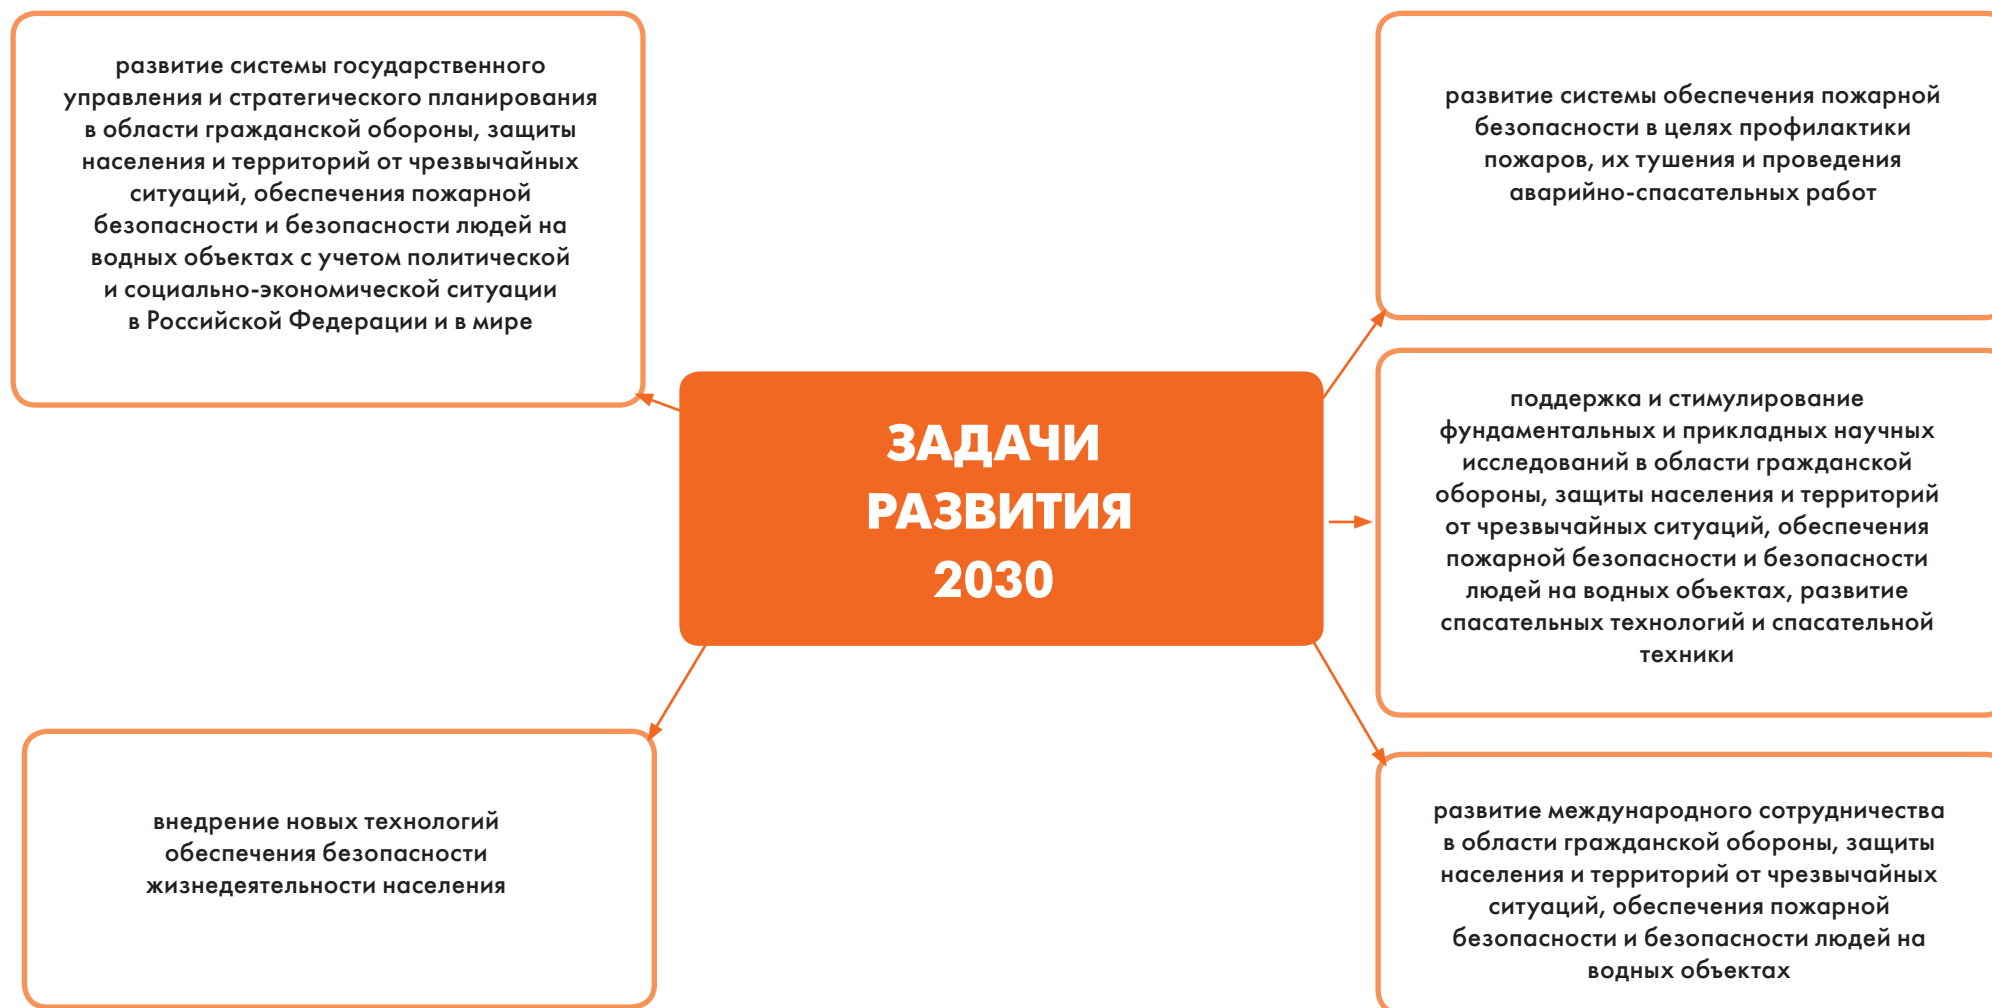 развитие системы государственного
управления и стратегического планирования
в области гражданской обороны, защиты
населения и территорий от чрезвычайных
ситуаций, обеспечения пожарной
безопасности и безопасности людей на
водных объектах с учетом политической
и социально-экономической ситуации
в Российской Федерации и в мире
развитие системы обеспечения пожарной
безопасности в целях профилактики
пожаров, их тушения и проведения
аварийно-спасательных работ
ЗАДАЧИ
РАЗВИТИЯ
2030
поддержка и стимулирование
фундаментальных и прикладных научных
исследований в области гражданской
обороны, защиты населения и территорий
от чрезвычайных ситуаций, обеспечения
пожарной безопасности и безопасности
людей на водных объектах, развитие
спасательных технологий и спасательной
техники
внедрение новых технологий
обеспечения безопасности
жизнедеятельности населения
развитие международного сотрудничества
в области гражданской обороны, защиты
населения и территорий от чрезвычайных
ситуаций, обеспечения пожарной
безопасности и безопасности людей на
водных объектах